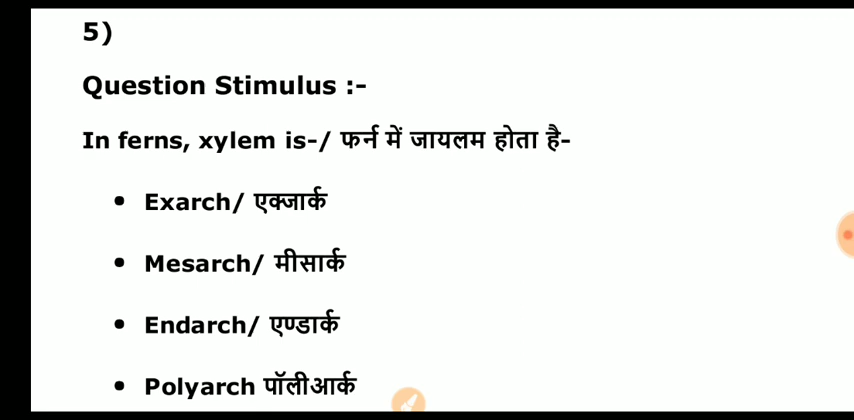 5)
Question Stimulus :-
In ferns, xylem is-/ फर्न में जायलम होता है-
• Exarch/ एक्जार्क
• Mesarch/ मीसार्क
• Endarch/ एण्डार्क
• Polyarch पॉलीआर्क